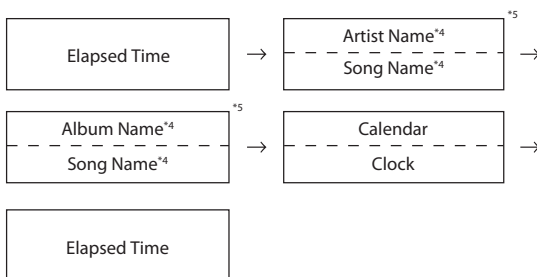 Elapsed Time
Artist Name*4
Song Name*4
*5
Album Name*4
Song Name*4
*5
Calendar
Clock
Elapsed Time